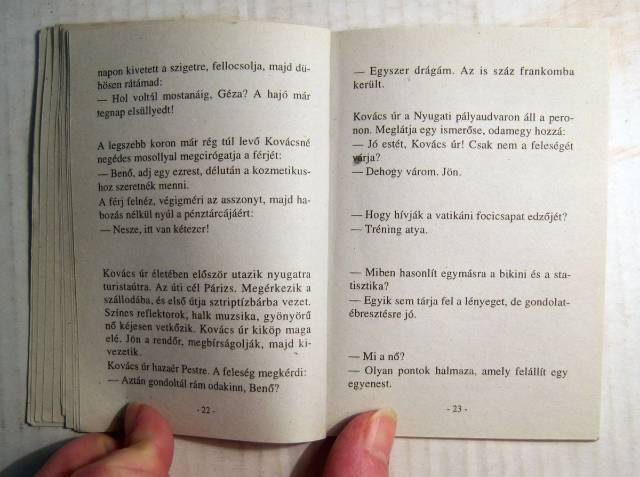 napon kivetett a szigetre, fellocsolja, majd dü-
hösen rátámad:
— Hol voltál mostanáig, Géza? A hajó már
tegnap elsüllyedt!
A legszebb koron már rég túl levő Kovácsné
negédes mosollyal megcirógatja a férjét:
— Benő, adj egy ezrest, délután a kozmetikus-
hoz szeretnék menni.
A férj felnéz, végigméri az asszonyt, majd ha-
bozás nélkül nyúl a pénztárcájáért:
— Nesze, itt van kétezer!
Kovács úr életében először utazik nyugatra
turistaútra. Az úti cél Párizs. Megérkezik a
szállodába, és első útja sztriptízbárba vezet.
Színes reflektorok, halk muzsika, gyönyörű
nő kéjesen vetkőzik. Kovács úr kiköp maga
elé. Jön a rendőr, megbírságolják, majd ki-
vezetik.
Kovács úr hazaér Pestre. A feleség megkérdi:
— Aztán gondoltál rám odakinn, Benő?
- 22 -
— Egyszer drágám. Az is száz frankomba
került.
Kovács úr a Nyugati pályaudvaron áll a pero-
non. Meglátja egy ismerőse, odamegy hozzá:
— Jó estét, Kovács úr! Csak nem a feleségét
várja?
— Dehogy várom. Jön.
— Hogy hívják a vatikáni focicsapat edzőjét?
— Tréning atya.
— Miben hasonlít egymásra a bikini és a sta-
tisztika?
— Egyik sem tárja fel a lényeget, de gondolat-
ébresztésre jó.
— Mi a nő?
— Olyan pontok halmaza, amely felállít egy
egyenest.
- 23 -